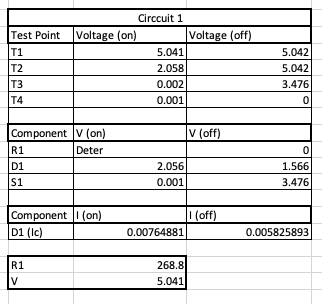 Circcuit 1
Test Point Voltage (on) Voltage (off)
T1 5.041 5.042
T2 2.058 5.042
T3 0.002 3.476
T4 0.001 0
Component V (on) V (off)
R1 Deter 0
D1 2.056 1.566
S1 0.001 3.476
Component I (on) I (off)
D1 (Ic) 0.00764881 0.005825893
R1 268.8
V 5.041